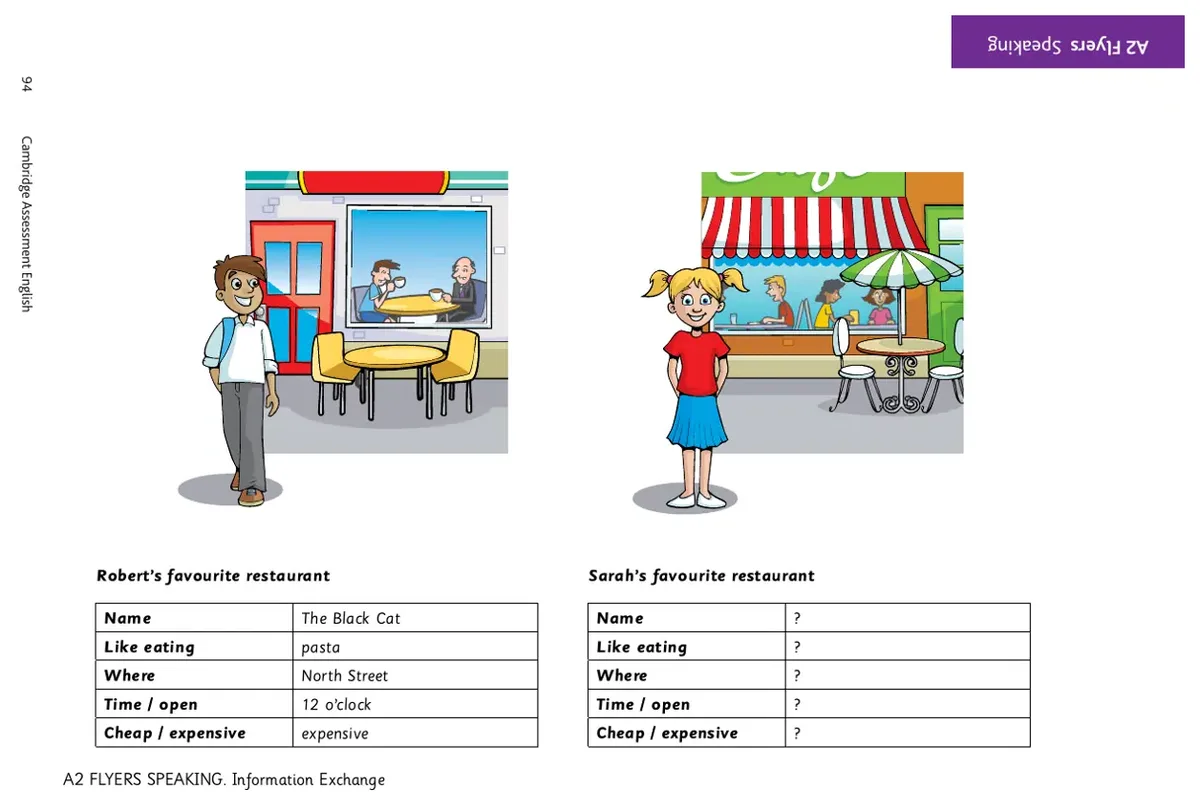 A2 Flyers Speaking
94
Cambridge Assessment English
Robert's favourite restaurant
Name The Black Cat
Like eating pasta
Where North Street
Time / open 12 o'clock
Cheap / expensive expensive
Sarah's favourite restaurant
Name ?
Like eating ?
Where ?
Time / open ?
Cheap / expensive ?
A2 FLYERS SPEAKING. Information Exchange